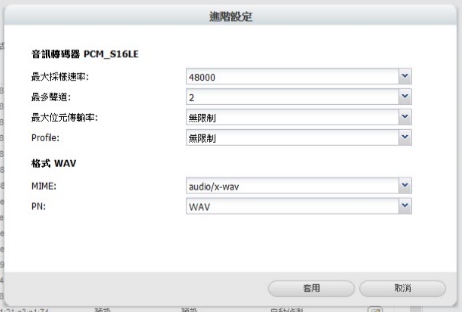 進階設定
音訊轉碼器 PCM_S16LE
最大採樣速率: 48000
最多聲道: 2
最大位元傳輸率: 無限制
Profile: 無限制
格式 WAV
MIME: audio/x-wav
PN: WAV
套用 取消